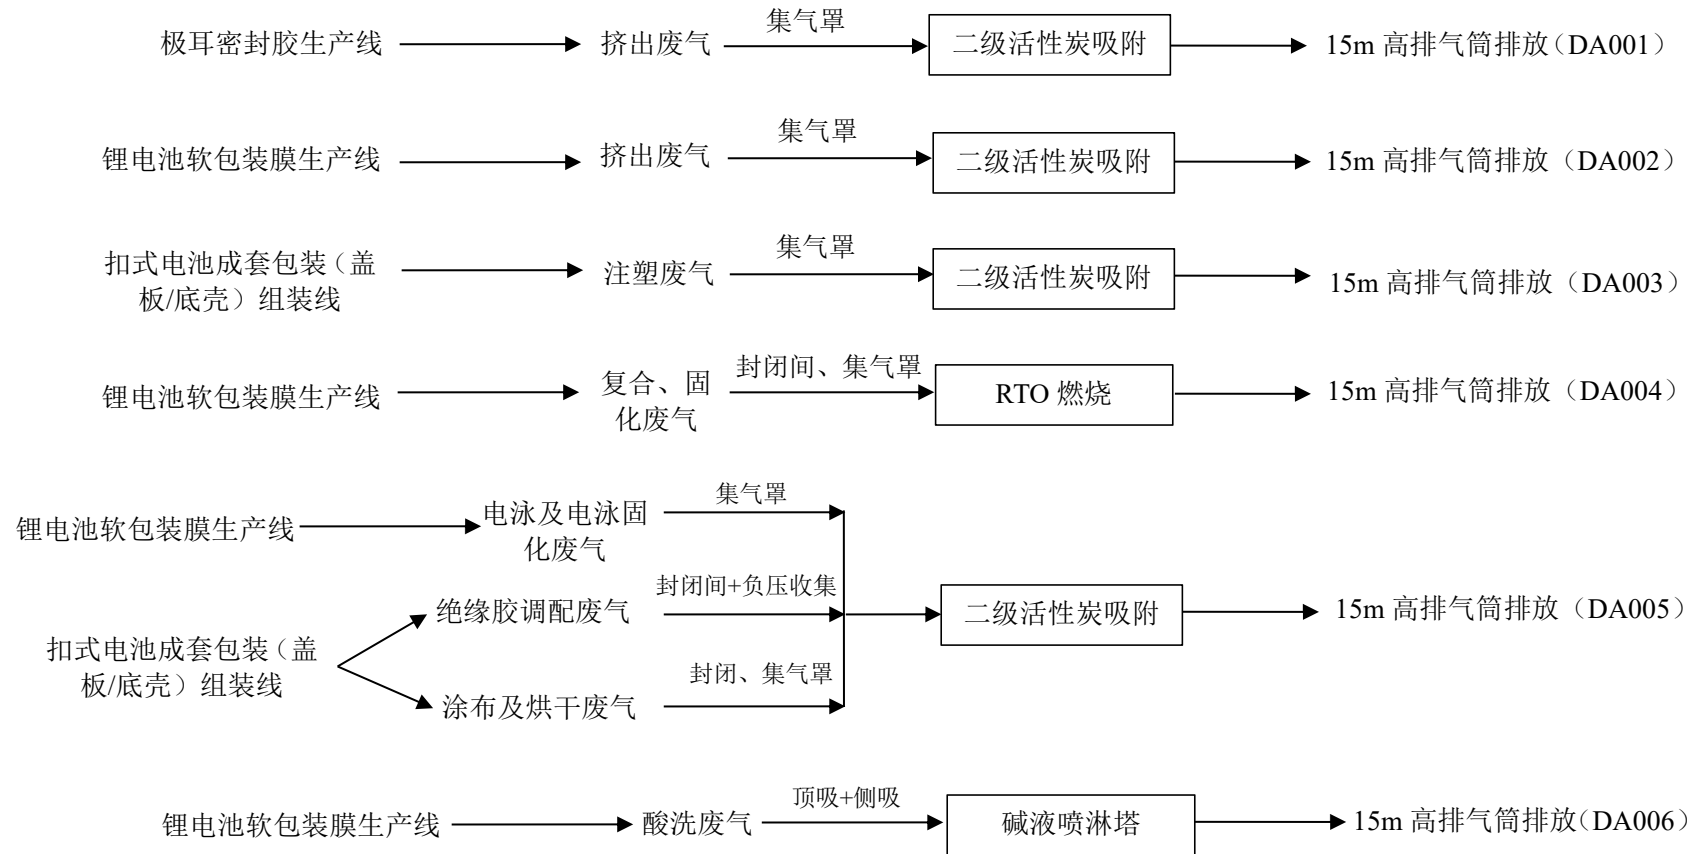 集气罩
极耳密封胶生产线 挤出废气 二级活性炭吸附 15m 高排气筒排放（DA001）
集气罩
锂电池软包装膜生产线 挤出废气 二级活性炭吸附 15m 高排气筒排放（DA002）
集气罩
扣式电池成套包装（盖
板/底壳）组装线
注塑废气 二级活性炭吸附 15m 高排气筒排放（DA003）
封闭间、集气罩
锂电池软包装膜生产线
复合、固
化废气
RTO 燃烧 15m 高排气筒排放（DA004）
集气罩
锂电池软包装膜生产线
电泳及电泳固
化废气
封闭间+负压收集
绝缘胶调配废气 二级活性炭吸附 15m 高排气筒排放（DA005）
扣式电池成套包装（盖
板/底壳）组装线
封闭、集气罩
涂布及烘干废气
顶吸+侧吸
锂电池软包装膜生产线 酸洗废气 碱液喷淋塔 15m 高排气筒排放（DA006）